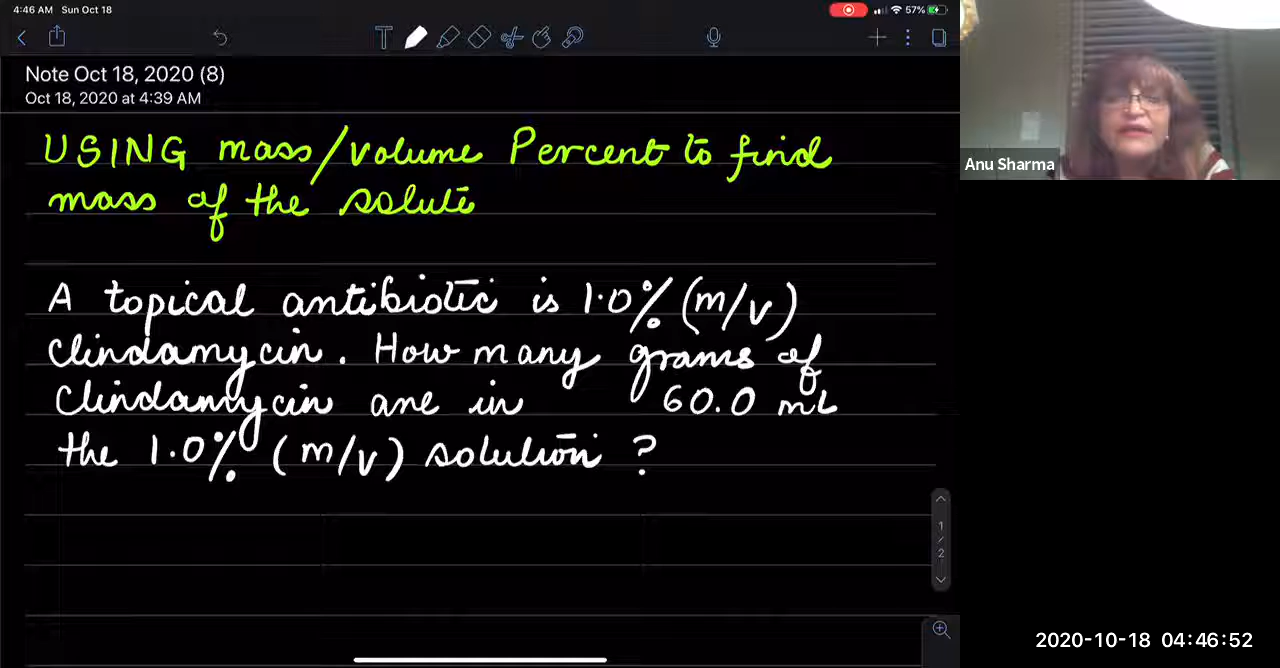 4:46 AM Sun Oct 18
57%
Note Oct 18, 2020 (8)
Oct 18, 2020 at 4:39 AM
USING mass/volume Percent to find
mass of the solute
A topical antibiotic is 1.0% (m/v)
Clindamycin. How many grams of
Clindamycin are in 60.0 mL
the 1.0% (m/v) solution ?
1
/
2
Anu Sharma
2020-10-18 04:46:52